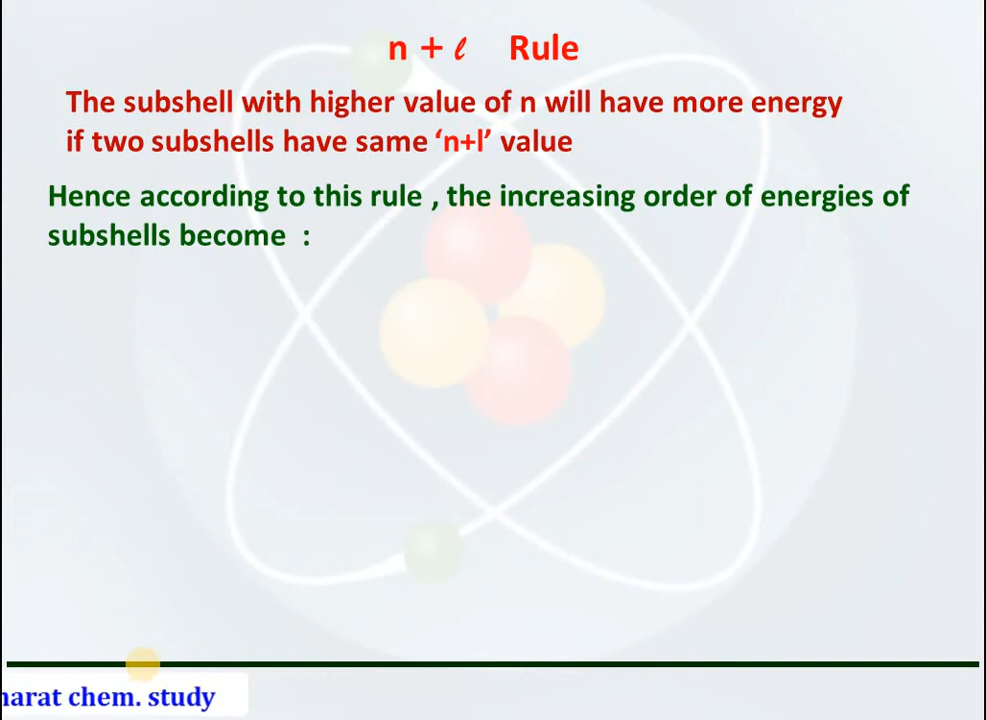 n + ℓ Rule
The subshell with higher value of n will have more energy
if two subshells have same ‘n+l’ value
Hence according to this rule , the increasing order of energies of
subshells become :
chem. study